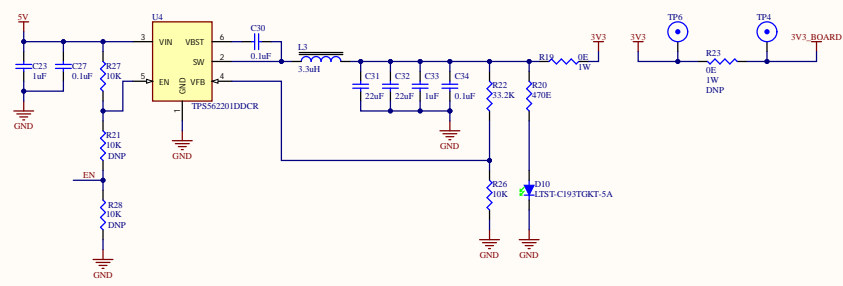 5V
U4
C30
0.1uF
L3
3.3uH
3V3
3V3
TP6
TP4
3V3_BOARD
3
VIN
VBST
6
SW
2
5
EN
VFB
4
GND
1
TPS562201DDCR
C23
1uF
C27
0.1uF
R27
10K
GND
GND
C31
22uF
C32
22uF
C33
1uF
C34
0.1uF
GND
R22
33.2K
R20
470E
R19
0E
1W
R23
0E
1W
DNP
R21
10K
DNP
EN
R28
10K
DNP
GND
R26
10K
D10
LTST-C193TGKT-5A
GND
GND